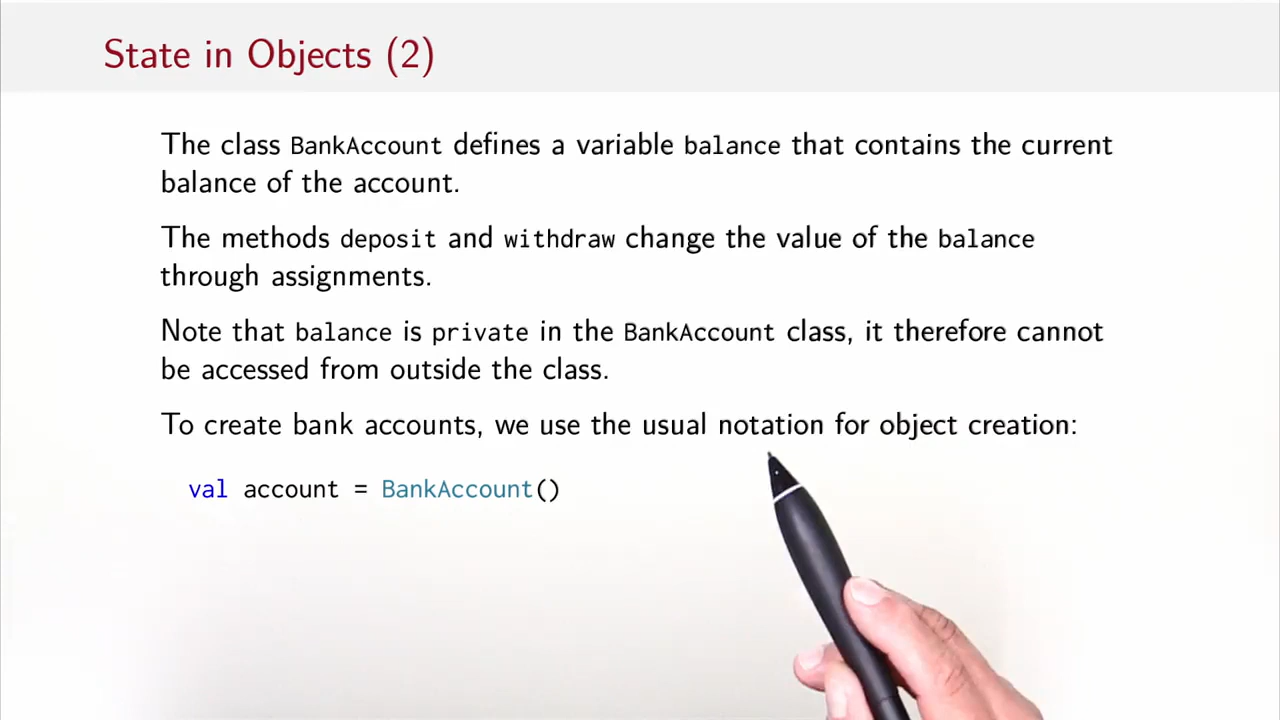 State in Objects (2)
The class BankAccount defines a variable balance that contains the current
balance of the account.
The methods deposit and withdraw change the value of the balance
through assignments.
Note that balance is private in the BankAccount class, it therefore cannot
be accessed from outside the class.
To create bank accounts, we use the usual notation for object creation:
val account = BankAccount()